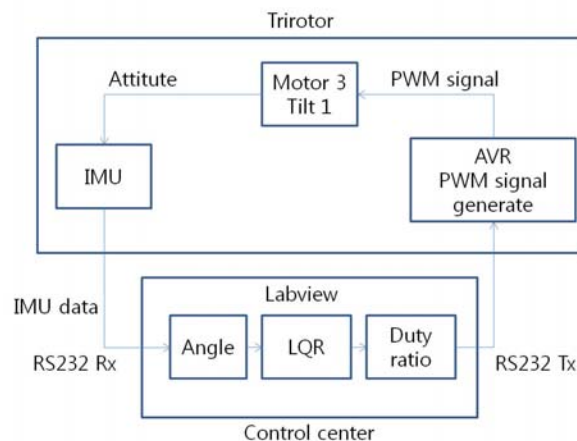 Trirotor
Attitute
Motor 3
Tilt 1
PWM signal
IMU
AVR
PWM signal
generate
IMU data
RS232 Rx
Labview
Angle
LQR
Duty
ratio
RS232 Tx
Control center